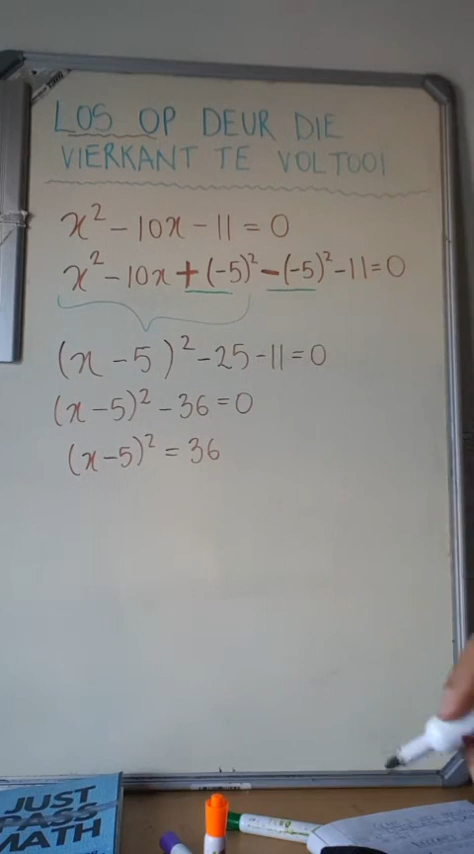 LOS OP DEUR DIE
VIERKANT TE VOLTOOI
x² - 10x - 11 = 0
x² - 10x + (-5)² - (-5)² - 11 = 0
(x - 5)² - 25 - 11 = 0
(x - 5)² - 36 = 0
(x - 5)² = 36
JUST
PASS
MATH